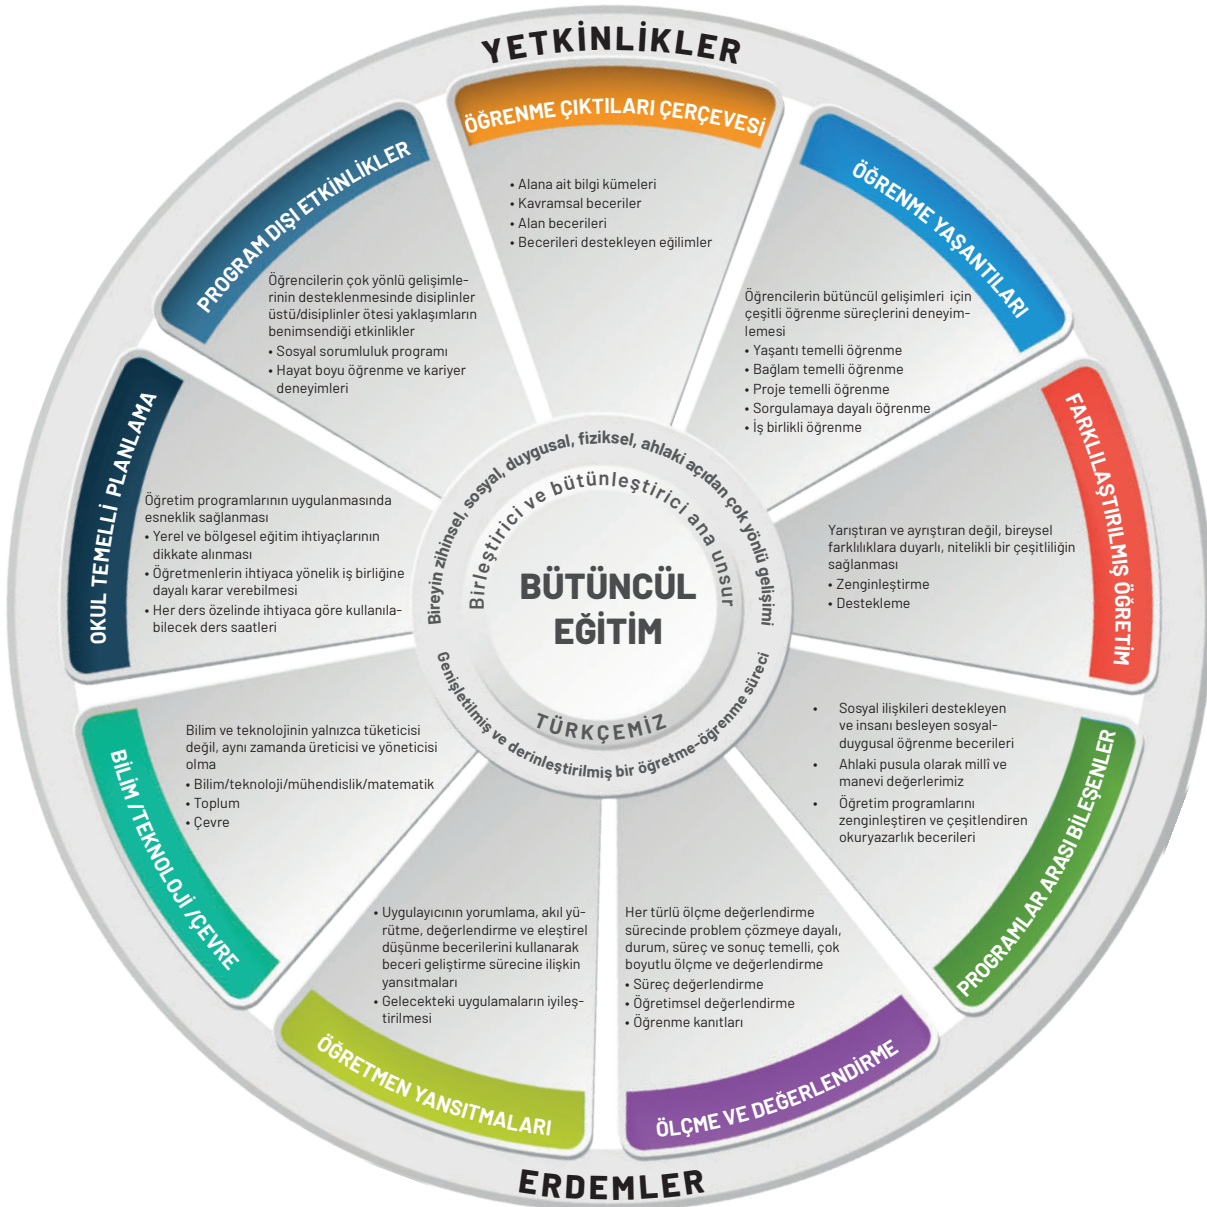 YETKİNLİKLER
ÖĞRENME ÇIKTILARI ÇERÇEVESİ
• Alana ait bilgi kümeleri
• Kavramsal beceriler
• Alan becerileri
• Becerileri destekleyen eğilimler
ÖĞRENME YAŞANTILARI
Öğrencilerin bütüncül gelişimleri için
çeşitli öğrenme süreçlerini deneyim-
lemesi
• Yaşantı temelli öğrenme
• Bağlam temelli öğrenme
• Proje temelli öğrenme
• Sorgulamaya dayalı öğrenme
• İş birlikli öğrenme
FARKLILAŞTIRILMIŞ ÖĞRETİM
Yarıştıran ve ayrıştıran değil, bireysel
farklılıklara duyarlı, nitelikli bir çeşitliliğin
sağlanması
• Zenginleştirme
• Destekleme
PROGRAMLAR ARASI BİLEŞENLER
• Sosyal ilişkileri destekleyen
ve insanı besleyen sosyal-
duygusal öğrenme becerileri
• Ahlaki pusula olarak millî ve
manevi değerlerimiz
• Öğretim programlarını
zenginleştiren ve çeşitlendiren
okuryazarlık becerileri
ÖLÇME VE DEĞERLENDİRME
Her türlü ölçme değerlendirme
sürecinde problem çözmeye dayalı,
durum, süreç ve sonuç temelli, çok
boyutlu ölçme ve değerlendirme
• Süreç değerlendirme
• Öğretimsel değerlendirme
• Öğrenme kanıtları
ÖĞRETMEN YANSITMALARI
• Uygulayıcının yorumlama, akıl yü-
rütme, değerlendirme ve eleştirel
düşünme becerilerini kullanarak
beceri geliştirme sürecine ilişkin
yansıtmaları
• Gelecekteki uygulamaların iyileş-
tirilmesi
BİLİM /TEKNOLOJİ /ÇEVRE
Bilim ve teknolojinin yalnızca tüketicisi
değil, aynı zamanda üreticisi ve yöneticisi
olma
• Bilim/teknoloji/mühendislik/matematik
• Toplum
• Çevre
OKUL TEMELLİ PLANLAMA
Öğretim programlarının uygulanmasında
esneklik sağlanması
• Yerel ve bölgesel eğitim ihtiyaçlarının
dikkate alınması
• Öğretmenlerin ihtiyaca yönelik iş birliğine
dayalı karar verebilmesi
• Her ders özelinde ihtiyaca göre kullanıla-
bilecek ders saatleri
PROGRAM DIŞI ETKİNLİKLER
Öğrencilerin çok yönlü gelişimle-
rinin desteklenmesinde disiplinler
üstü/disiplinler ötesi yaklaşımların
benimsendiği etkinlikler
• Sosyal sorumluluk programı
• Hayat boyu öğrenme ve kariyer
deneyimleri
Bireyin zihinsel, sosyal, duygusal, fiziksel, ahlaki açıdan çok yönlü gelişimi
Birleştirici ve bütünleştirici ana unsur
BÜTÜNCÜL
EĞİTİM
TÜRKÇEMİZ
Genişletilmiş ve derinleştirilmiş bir öğretme-öğrenme süreci
ERDEMLER